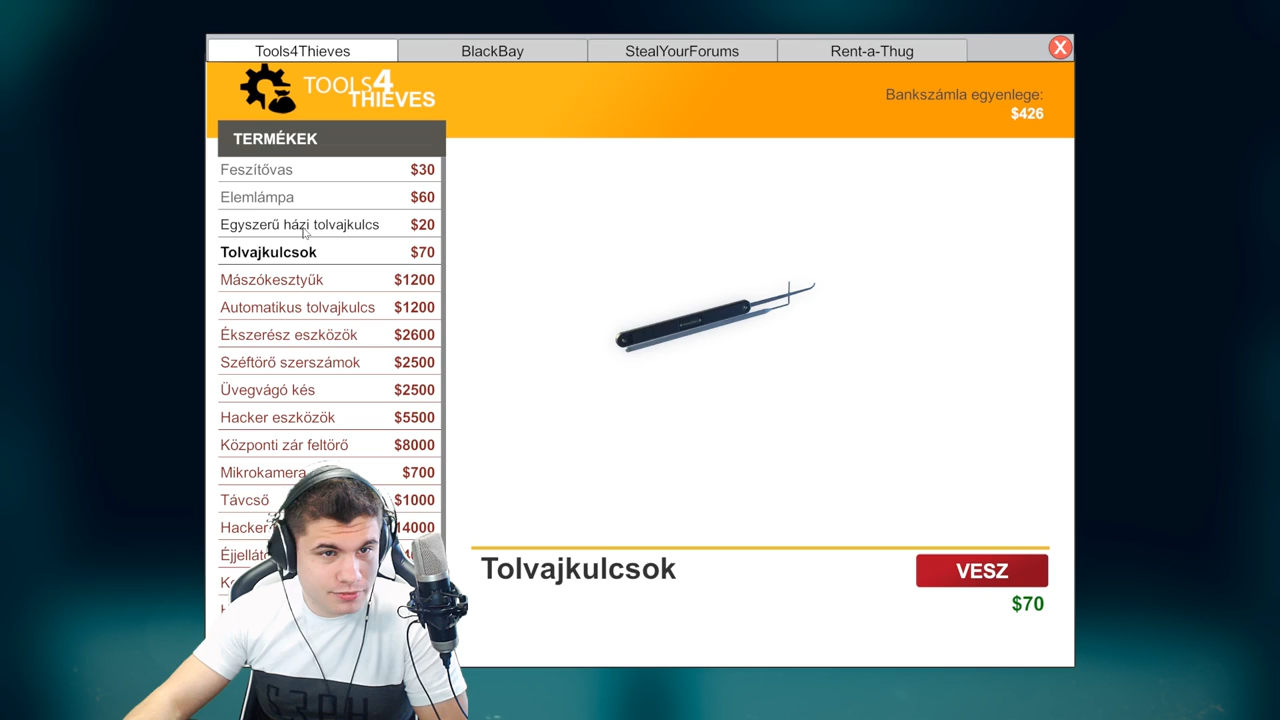 Tools4Thieves
BlackBay
StealYourForums
Rent-a-Thug
X
TOOLS4
THIEVES
Bankszámla egyenlege:
$426
TERMÉKEK
Feszítővas $30
Elemlámpa $60
Egyszerű házi tolvajkulcs $20
Tolvajkulcsok $70
Mászókesztyűk $1200
Automatikus tolvajkulcs $1200
Ékszerész eszközök $2600
Széftörő szerszámok $2500
Üvegvágó kés $2500
Hacker eszközök $5500
Központi zár feltörő $8000
Mikrokamera $700
Távcső $1000
Hacker 14000
Tolvajkulcsok
VESZ
$70